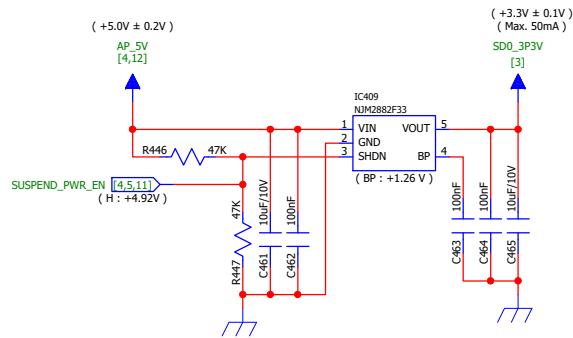 ( +5.0V ± 0.2V )
AP_5V
[4,12]
( +3.3V ± 0.1V )
( Max. 50mA )
SD0_3P3V
[3]
IC409
NJM2882F33
1 VIN VOUT 5
2 GND
3 SHDN BP 4
( BP : +1.26 V )
R446 47K
SUSPEND_PWR_EN [4,5,11]
( H : +4.92V )
47K
R447
10uF/10V
C461
100nF
C462
100nF
C463
100nF
C464
10uF/10V
C465